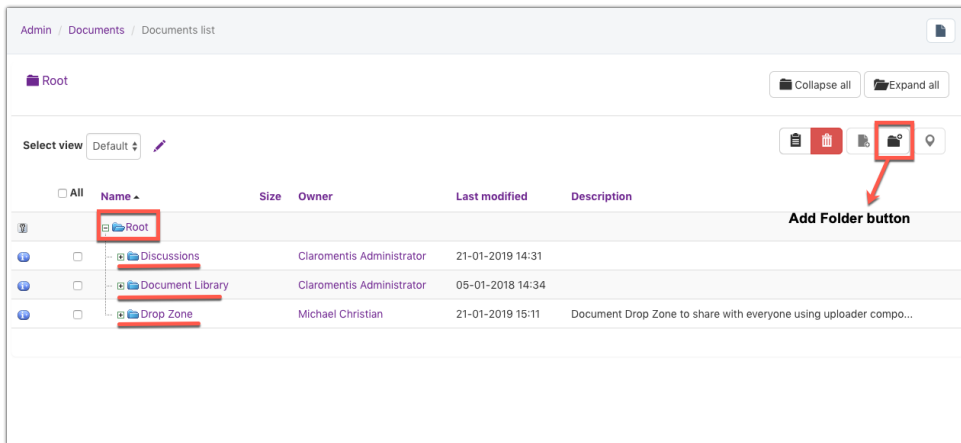 Admin / Documents / Documents list
Root
Collapse all Expand all
Select view Default
All Name Size Owner Last modified Description
Add Folder button
Root
Discussions Claromentis Administrator 21-01-2019 14:31
Document Library Claromentis Administrator 05-01-2018 14:34
Drop Zone Michael Christian 21-01-2019 15:11 Document Drop Zone to share with everyone using uploader compo...